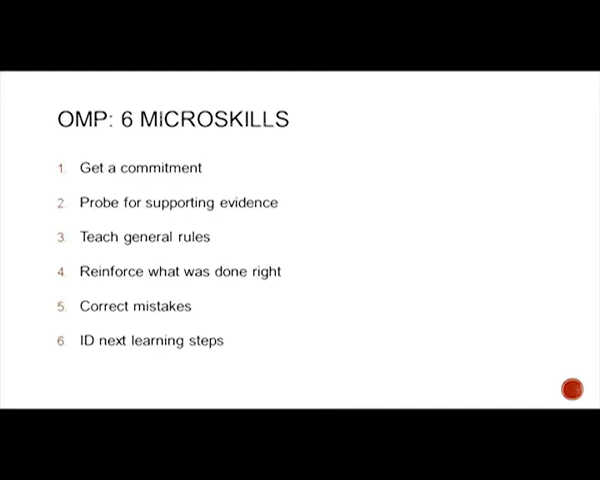 OMP: 6 MICROSKILLS
1. Get a commitment
2. Probe for supporting evidence
3. Teach general rules
4. Reinforce what was done right
5. Correct mistakes
6. ID next learning steps